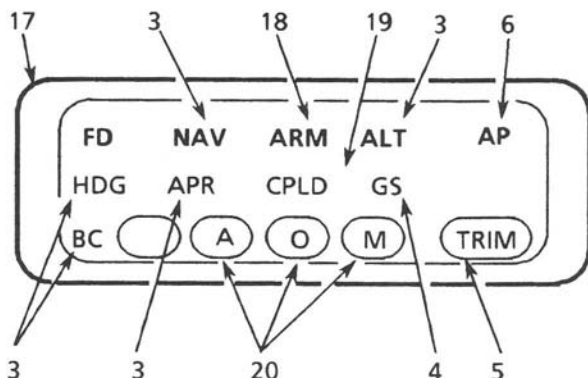 17 3 18 19 3 6
FD NAV ARM ALT AP
HDG APR CPLD GS
BC A O M TRIM
3 3 20 4 5